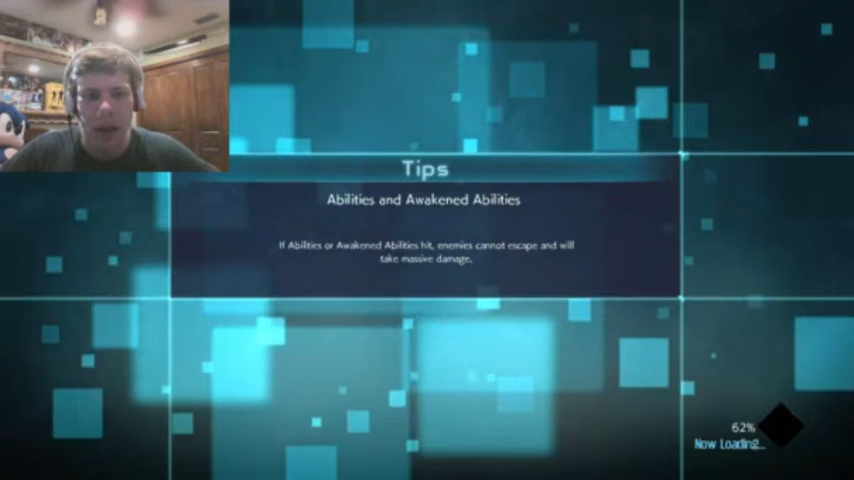 Tips
Abilities and Awakened Abilities
If Abilities or Awakened Abilities hit, enemies cannot escape and will
take massive damage.
62%
Now Loading...